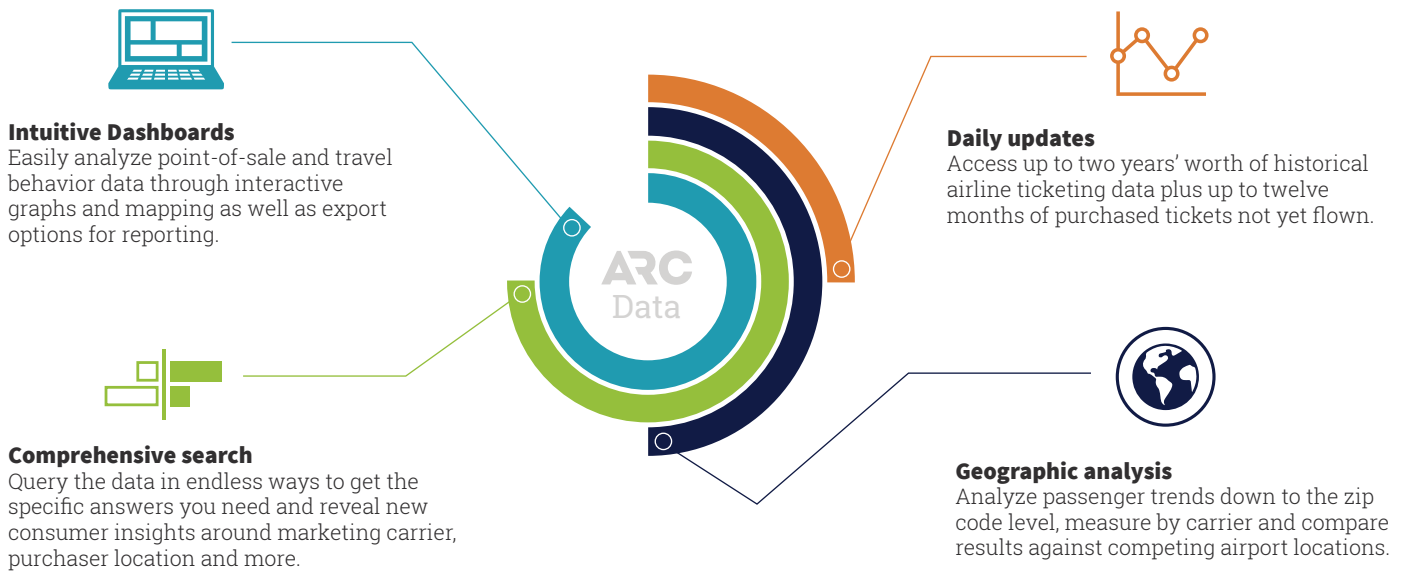 Intuitive Dashboards
Easily analyze point-of-sale and travel
behavior data through interactive
graphs and mapping as well as export
options for reporting.
Comprehensive search
Query the data in endless ways to get the
specific answers you need and reveal new
consumer insights around marketing carrier,
purchaser location and more.
ARC
Data
Daily updates
Access up to two years’ worth of historical
airline ticketing data plus up to twelve
months of purchased tickets not yet flown.
Geographic analysis
Analyze passenger trends down to the zip
code level, measure by carrier and compare
results against competing airport locations.